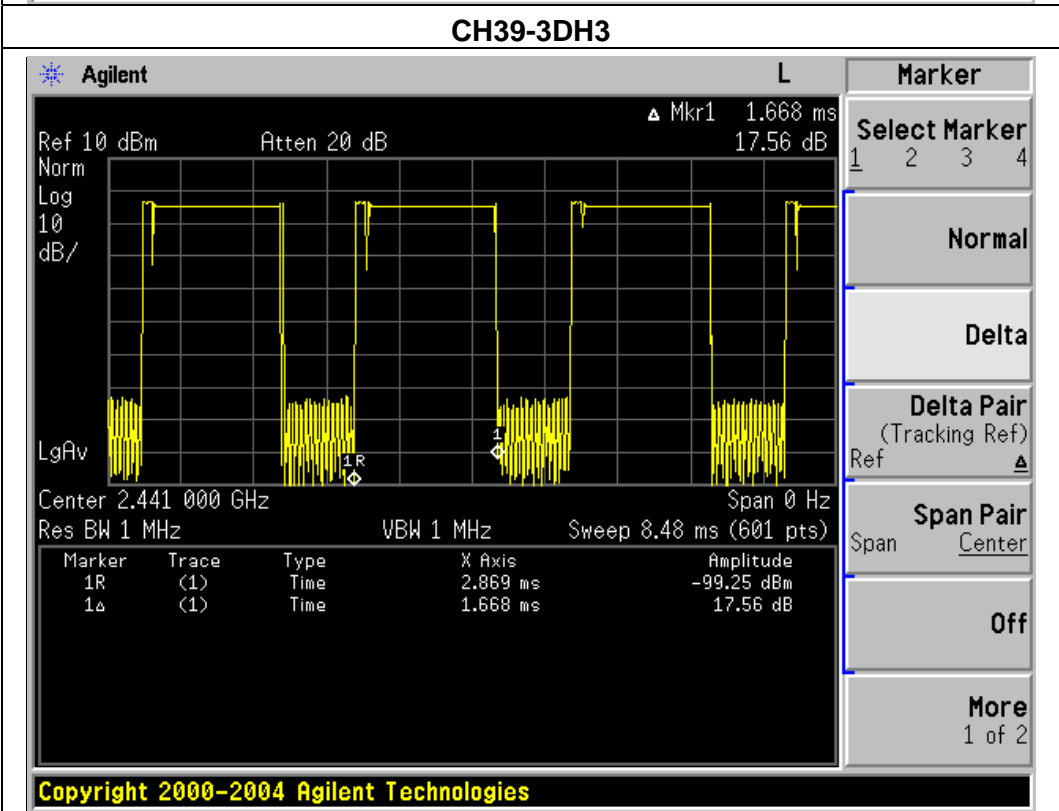 CH39-3DH3
Agilent L Marker
Δ Mkr1 1.668 ms
Ref 10 dBm Atten 20 dB 17.56 dB
Norm
Log
10
dB/
LgAv
1R
1
Center 2.441 000 GHz Span 0 Hz
Res BW 1 MHz VBW 1 MHz Sweep 8.48 ms (601 pts)
Marker Trace Type X Axis Amplitude
1R (1) Time 2.869 ms -99.25 dBm
1Δ (1) Time 1.668 ms 17.56 dB
Select Marker
1 2 3 4
Normal
Delta
Delta Pair
(Tracking Ref)
Ref Δ
Span Pair
Span Center
Off
More
1 of 2
Copyright 2000-2004 Agilent Technologies